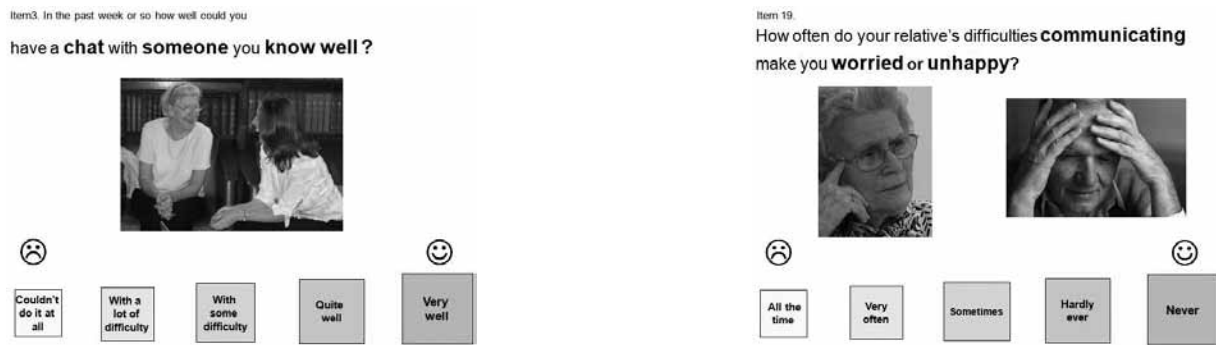 Item3. In the past week or so how well could you
have a chat with someone you know well ?
Couldn't
do it at
all
With a
lot of
difficulty
With
some
difficulty
Quite
well
Very
well
Item 19.
How often do your relative's difficulties communicating
make you worried or unhappy?
All the
time
Very
often
Sometimes
Hardly
ever
Never